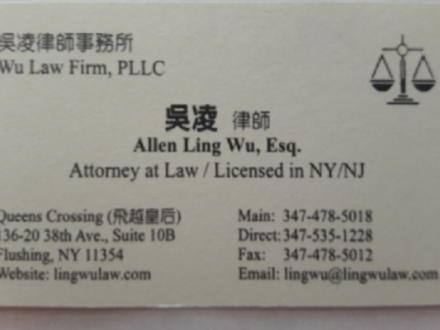 吳凌律師事務所
Wu Law Firm, PLLC
吳凌 律師
Allen Ling Wu, Esq.
Attorney at Law / Licensed in NY/NJ
Queens Crossing (飛越皇后)
136-20 38th Ave., Suite 10B
Flushing, NY 11354
Website: lingwulaw.com
Main: 347-478-5018
Direct: 347-535-1228
Fax: 347-478-5012
Email: lingwu@lingwulaw.com